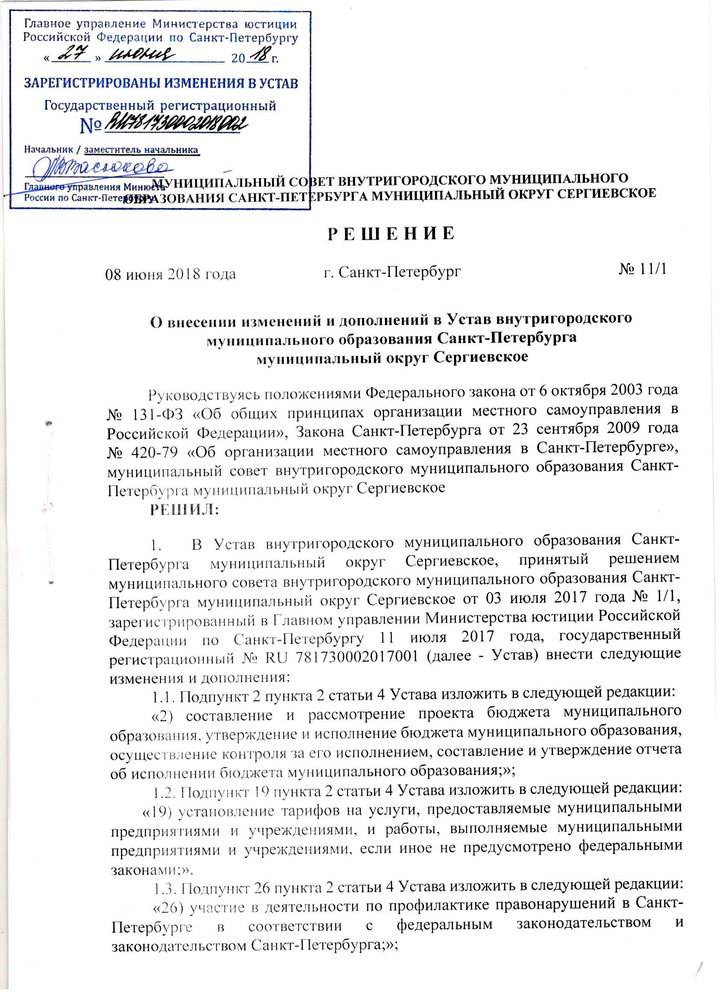 Главное управление Министерства юстиции
Российской Федерации по Санкт-Петербургу
« 27 » июня 2018 г.
ЗАРЕГИСТРИРОВАНЫ ИЗМЕНЕНИЯ В УСТАВ
Государственный регистрационный
№ RU781730002018002
Начальник / заместитель начальника
Главного управления Минюста
России по Санкт-Петербургу
МУНИЦИПАЛЬНЫЙ СОВЕТ ВНУТРИГОРОДСКОГО МУНИЦИПАЛЬНОГО
ОБРАЗОВАНИЯ САНКТ-ПЕТЕРБУРГА МУНИЦИПАЛЬНЫЙ ОКРУГ СЕРГИЕВСКОЕ
Р Е Ш Е Н И Е
08 июня 2018 года г. Санкт-Петербург № 11/1
О внесении изменений и дополнений в Устав внутригородского
муниципального образования Санкт-Петербурга
муниципальный округ Сергиевское
Руководствуясь положениями Федерального закона от 6 октября 2003 года
№ 131-ФЗ «Об общих принципах организации местного самоуправления в
Российской Федерации», Закона Санкт-Петербурга от 23 сентября 2009 года
№ 420-79 «Об организации местного самоуправления в Санкт-Петербурге»,
муниципальный совет внутригородского муниципального образования Санкт-
Петербурга муниципальный округ Сергиевское
РЕШИЛ:
1. В Устав внутригородского муниципального образования Санкт-
Петербурга муниципальный округ Сергиевское, принятый решением
муниципального совета внутригородского муниципального образования Санкт-
Петербурга муниципальный округ Сергиевское от 03 июля 2017 года № 1/1,
зарегистрированный в Главном управлении Министерства юстиции Российской
Федерации по Санкт-Петербургу 11 июля 2017 года, государственный
регистрационный № RU 781730002017001 (далее - Устав) внести следующие
изменения и дополнения:
1.1. Подпункт 2 пункта 2 статьи 4 Устава изложить в следующей редакции:
«2) составление и рассмотрение проекта бюджета муниципального
образования, утверждение и исполнение бюджета муниципального образования,
осуществление контроля за его исполнением, составление и утверждение отчета
об исполнении бюджета муниципального образования;»;
1.2. Подпункт 19 пункта 2 статьи 4 Устава изложить в следующей редакции:
«19) установление тарифов на услуги, предоставляемые муниципальными
предприятиями и учреждениями, и работы, выполняемые муниципальными
предприятиями и учреждениями, если иное не предусмотрено федеральными
законами;».
1.3. Подпункт 26 пункта 2 статьи 4 Устава изложить в следующей редакции:
«26) участие в деятельности по профилактике правонарушений в Санкт-
Петербурге в соответствии с федеральным законодательством и
законодательством Санкт-Петербурга;»;